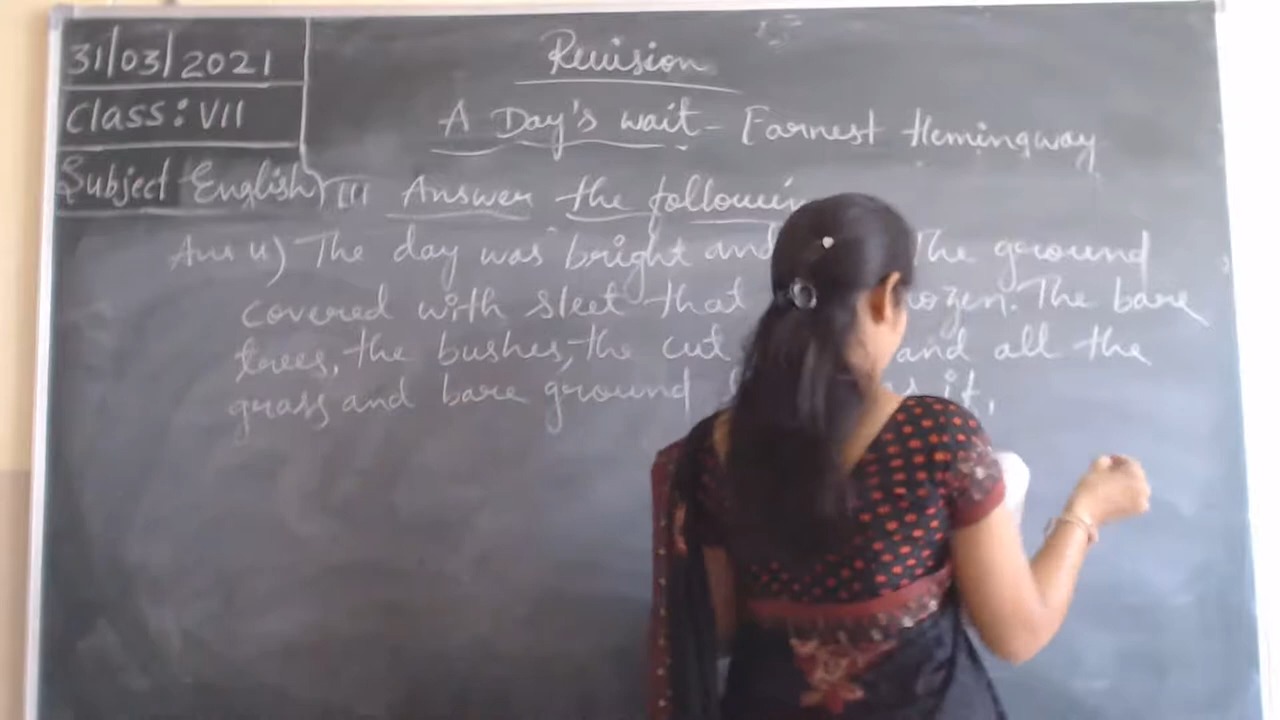 31/03/2021
Class: VII
Subject English
Revision
A Day's wait - Earnest Hemingway
III Answer the followin
Ans 4) The day was bright and The ground
covered with sleet that The bare
trees, the bushes, the cut and all the
grass and bare ground it,